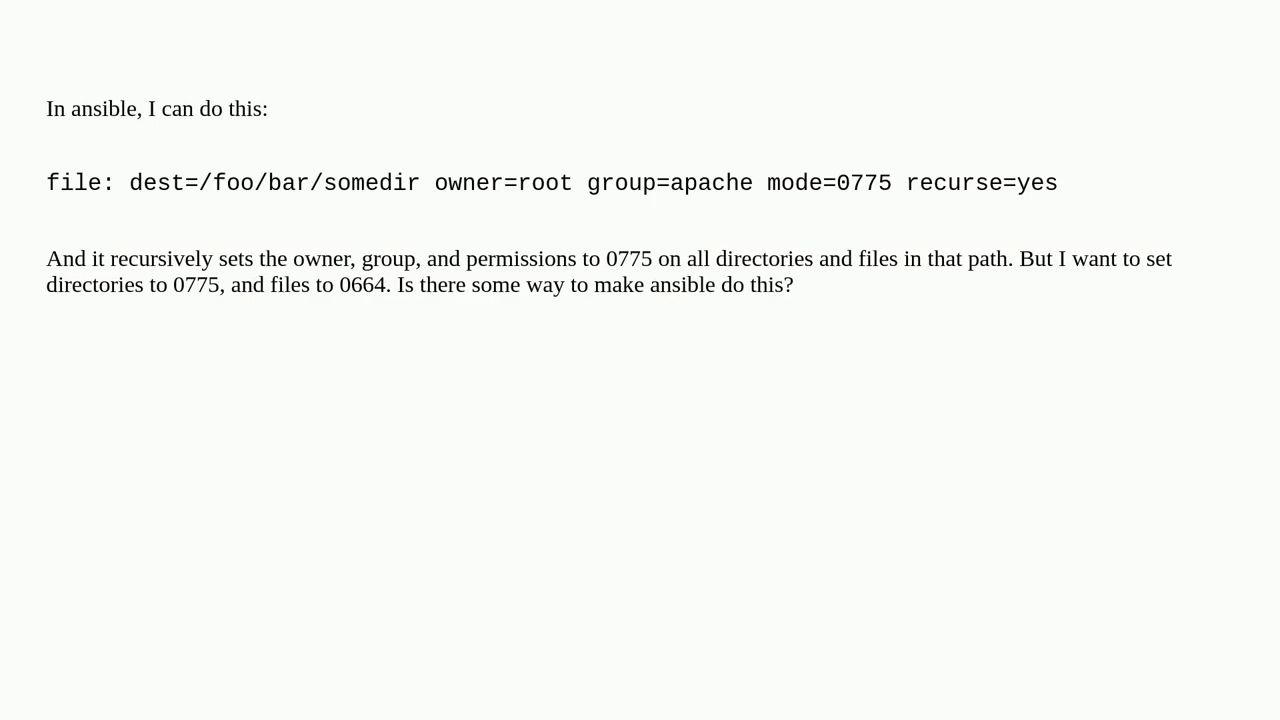 In ansible, I can do this:
file: dest=/foo/bar/somedir owner=root group=apache mode=0775 recurse=yes
And it recursively sets the owner, group, and permissions to 0775 on all directories and files in that path. But I want to set
directories to 0775, and files to 0664. Is there some way to make ansible do this?